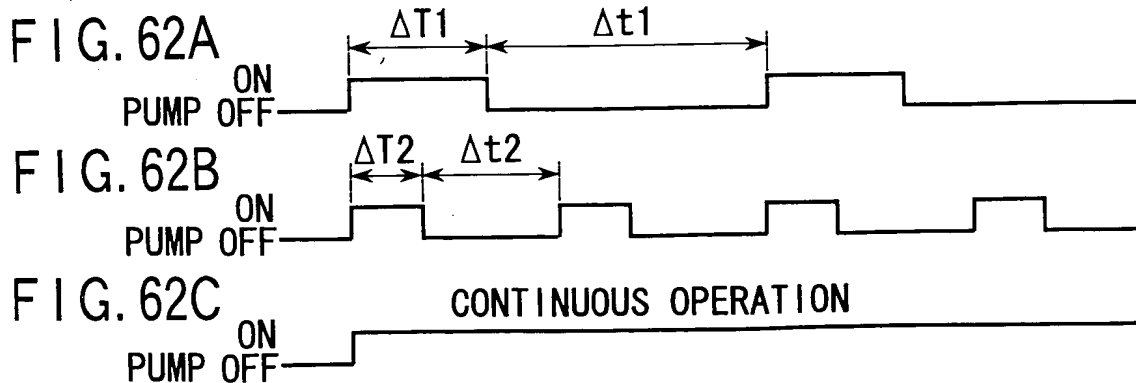 FIG. 62A
ΔT1 Δt1
ON
PUMP OFF
FIG. 62B
ΔT2 Δt2
ON
PUMP OFF
FIG. 62C
CONTINUOUS OPERATION
ON
PUMP OFF